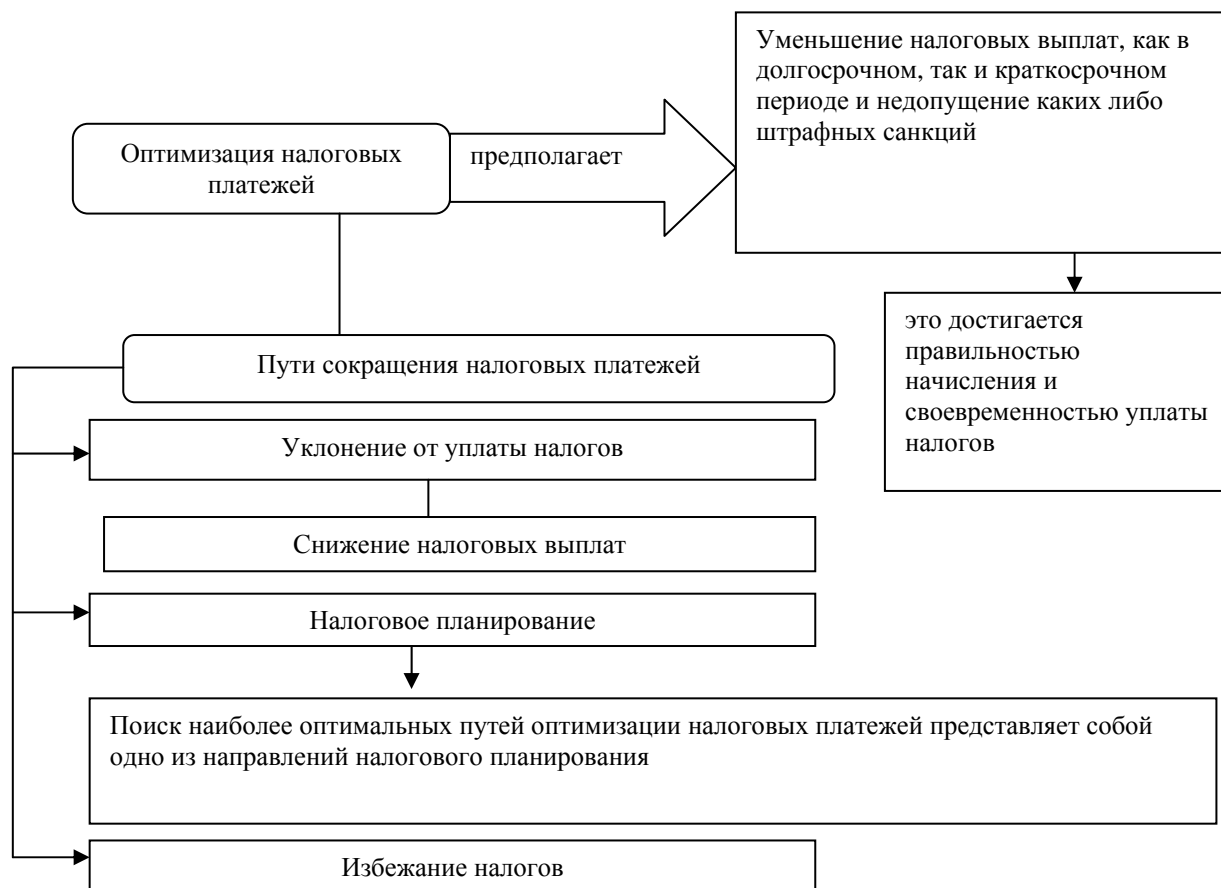 Уменьшение налоговых выплат, как в
долгосрочном, так и краткосрочном
периоде и недопущение каких либо
штрафных санкций
Оптимизация налоговых
платежей
предполагает
это достигается
правильностью
начисления и
своевременностью уплаты
налогов
Пути сокращения налоговых платежей
Уклонение от уплаты налогов
Снижение налоговых выплат
Налоговое планирование
Поиск наиболее оптимальных путей оптимизации налоговых платежей представляет собой
одно из направлений налогового планирования
Избежание налогов